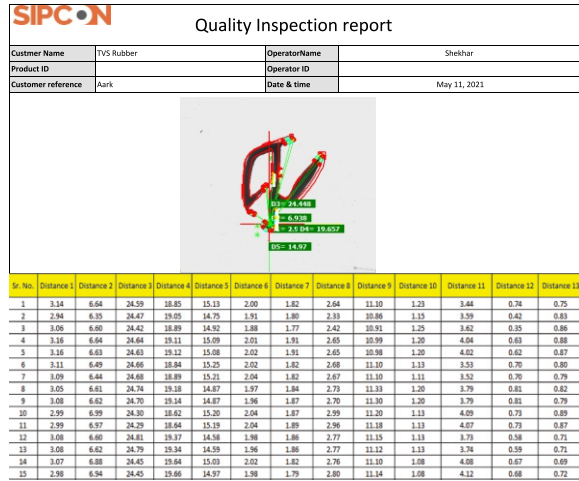 SIPCON
Quality Inspection report
Custmer Name TVS Rubber OperatorName Shekhar
Product ID Operator ID
Customer reference Aark Date & time May 11, 2021
D3= 24.448
= 6.938
= 2.9 D4= 19.657
D5= 14.97
Sr. No. Distance 1 Distance 2 Distance 3 Distance 4 Distance 5 Distance 6 Distance 7 Distance 8 Distance 9 Distance 10 Distance 11 Distance 12 Distance 13
1 3.14 6.64 24.59 18.85 15.13 2.00 1.82 2.64 11.10 1.23 3.44 0.74 0.75
2 2.94 6.35 24.47 19.05 14.75 1.91 1.80 2.33 10.86 1.15 3.59 0.42 0.83
3 3.06 6.60 24.42 18.89 14.92 1.88 1.77 2.42 10.91 1.25 3.62 0.35 0.86
4 3.16 6.64 24.64 19.11 15.09 2.01 1.91 2.65 10.99 1.20 4.04 0.63 0.88
5 3.16 6.63 24.63 19.12 15.08 2.02 1.91 2.65 10.98 1.20 4.02 0.62 0.87
6 3.11 6.49 24.66 18.84 15.25 2.02 1.82 2.68 11.10 1.13 3.53 0.70 0.80
7 3.09 6.44 24.68 18.89 15.21 2.04 1.82 2.67 11.10 1.11 3.52 0.70 0.79
8 3.05 6.61 24.74 19.18 14.87 1.97 1.84 2.73 11.33 1.20 3.79 0.81 0.82
9 3.08 6.62 24.70 19.14 14.87 1.96 1.87 2.70 11.30 1.20 3.79 0.81 0.79
10 2.99 6.99 24.30 18.62 15.20 2.04 1.87 2.99 11.20 1.13 4.09 0.73 0.89
11 2.99 6.97 24.29 18.64 15.19 2.04 1.89 2.96 11.18 1.13 4.07 0.73 0.87
12 3.08 6.60 24.81 19.37 14.58 1.98 1.86 2.77 11.15 1.13 3.73 0.58 0.71
13 3.08 6.62 24.79 19.34 14.59 1.96 1.86 2.77 11.12 1.13 3.74 0.59 0.71
14 3.07 6.88 24.45 19.64 15.03 2.02 1.82 2.76 11.10 1.08 4.08 0.67 0.69
15 2.98 6.94 24.45 19.66 14.97 1.98 1.79 2.80 11.14 1.08 4.12 0.68 0.72